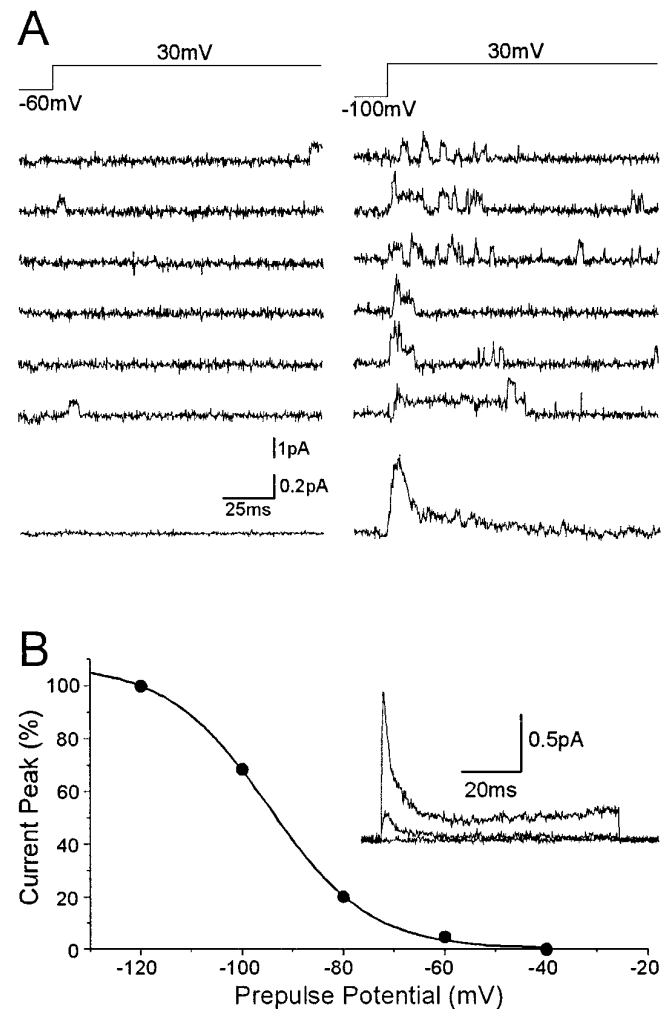 A
30mV
30mV
-60mV
-100mV
1pA
0.2pA
25ms
B
100
80
60
40
20
0
Current Peak (%)
0.5pA
20ms
-120
-100
-80
-60
-40
-20
Prepulse Potential (mV)